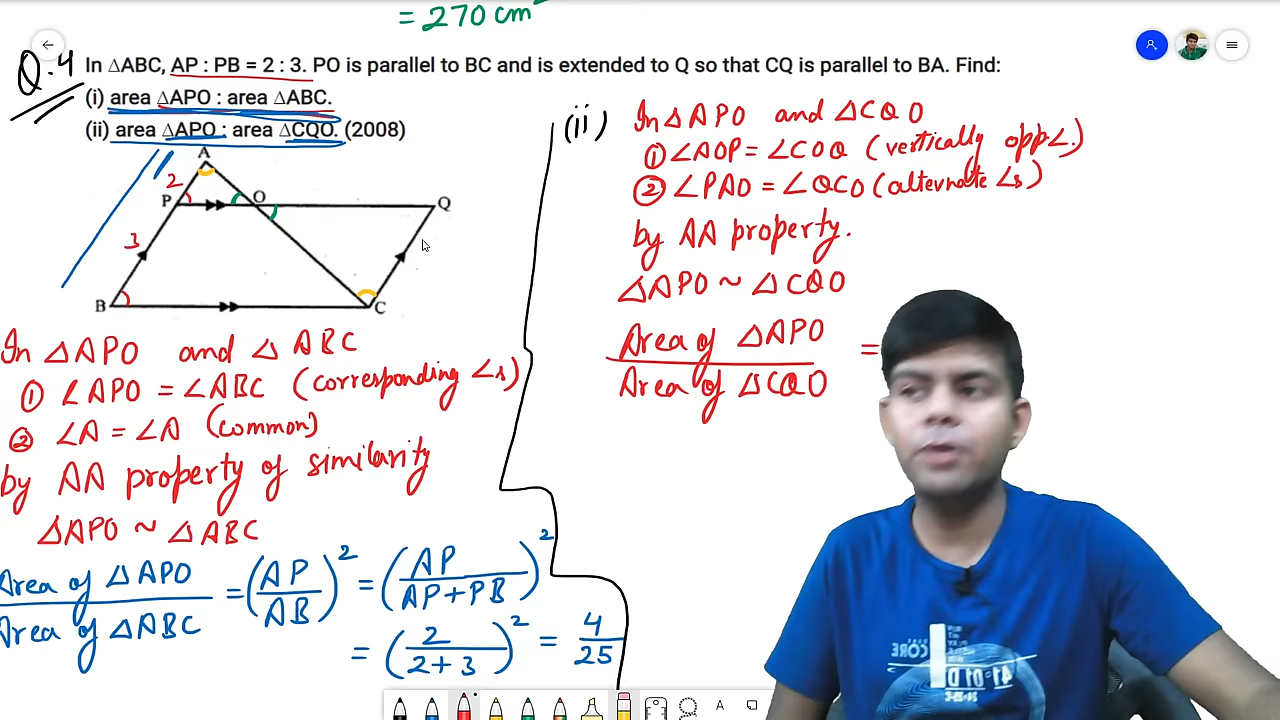 = 270 cm²
Q.4
In △ABC, AP : PB = 2 : 3. PO is parallel to BC and is extended to Q so that CQ is parallel to BA. Find:
(i) area △APO : area △ABC.
(ii) area △APO : area △CQO. (2008)
A
2
P
O
Q
3
B
C
In △APO and △ABC
① ∠APO = ∠ABC (corresponding ∠s)
② ∠A = ∠A (common)
by AA property of similarity
△APO ~ △ABC
Area of △APO
Area of △ABC
= (AP/AB)² = (AP/AP+PB)²
= (2/2+3)² = 4/25
(ii) In △APO and △CQO
① ∠AOP = ∠COQ (vertically opp∠.)
② ∠PAO = ∠QCO (alternate ∠s)
by AA property.
△APO ~ △CQO
Area of △APO
Area of △CQO
=
A